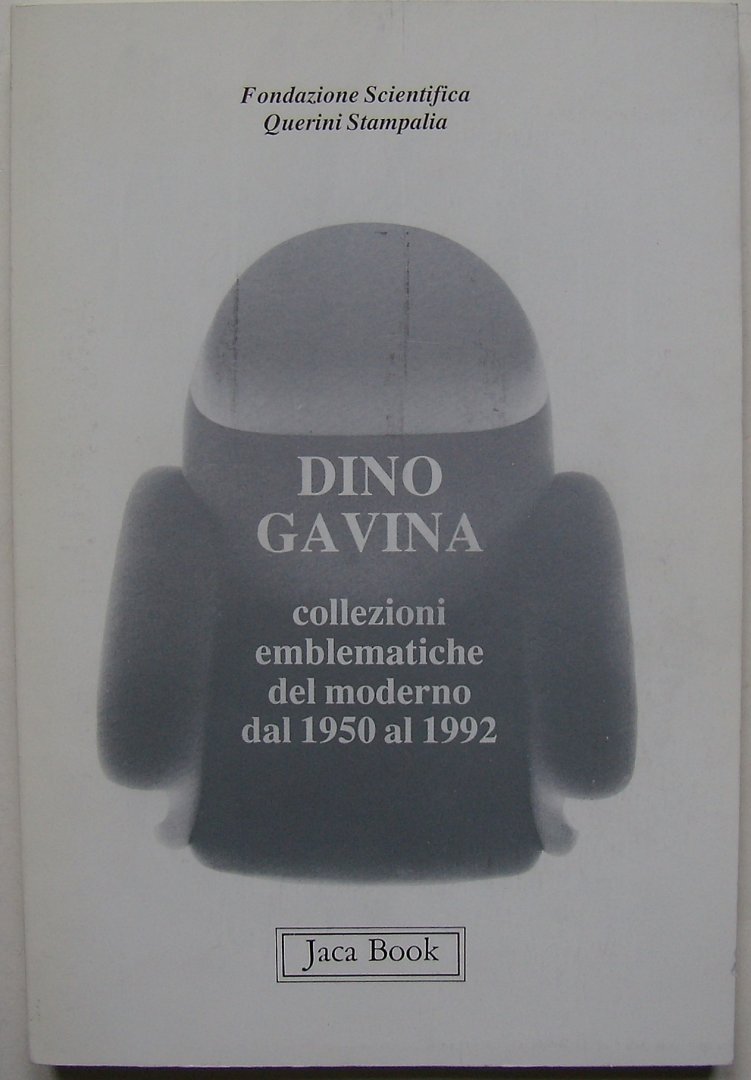 Fondazione Scientifica
Querini Stampalia
DINO
GAVINA
collezioni
emblematiche
del moderno
dal 1950 al 1992
Jaca Book